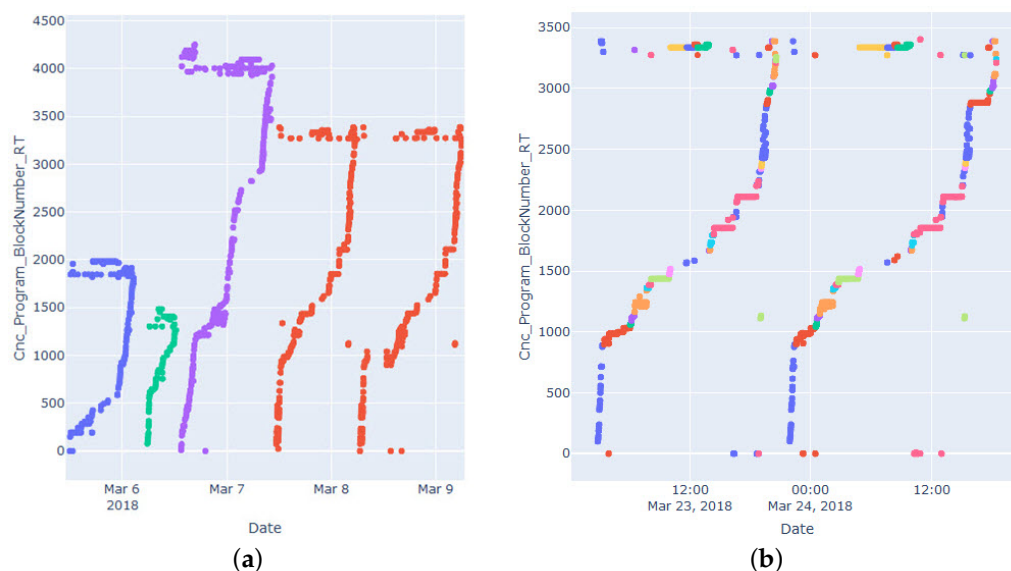 4500
4000
3500
3000
2500
2000
1500
1000
500
0
Cnc_Program_BlockNumber_RT
Mar 6
2018
Mar 7
Mar 8
Mar 9
Date
(a)
3500
3000
2500
2000
1500
1000
500
0
Cnc_Program_BlockNumber_RT
12:00
Mar 23, 2018
00:00
Mar 24, 2018
12:00
Date
(b)